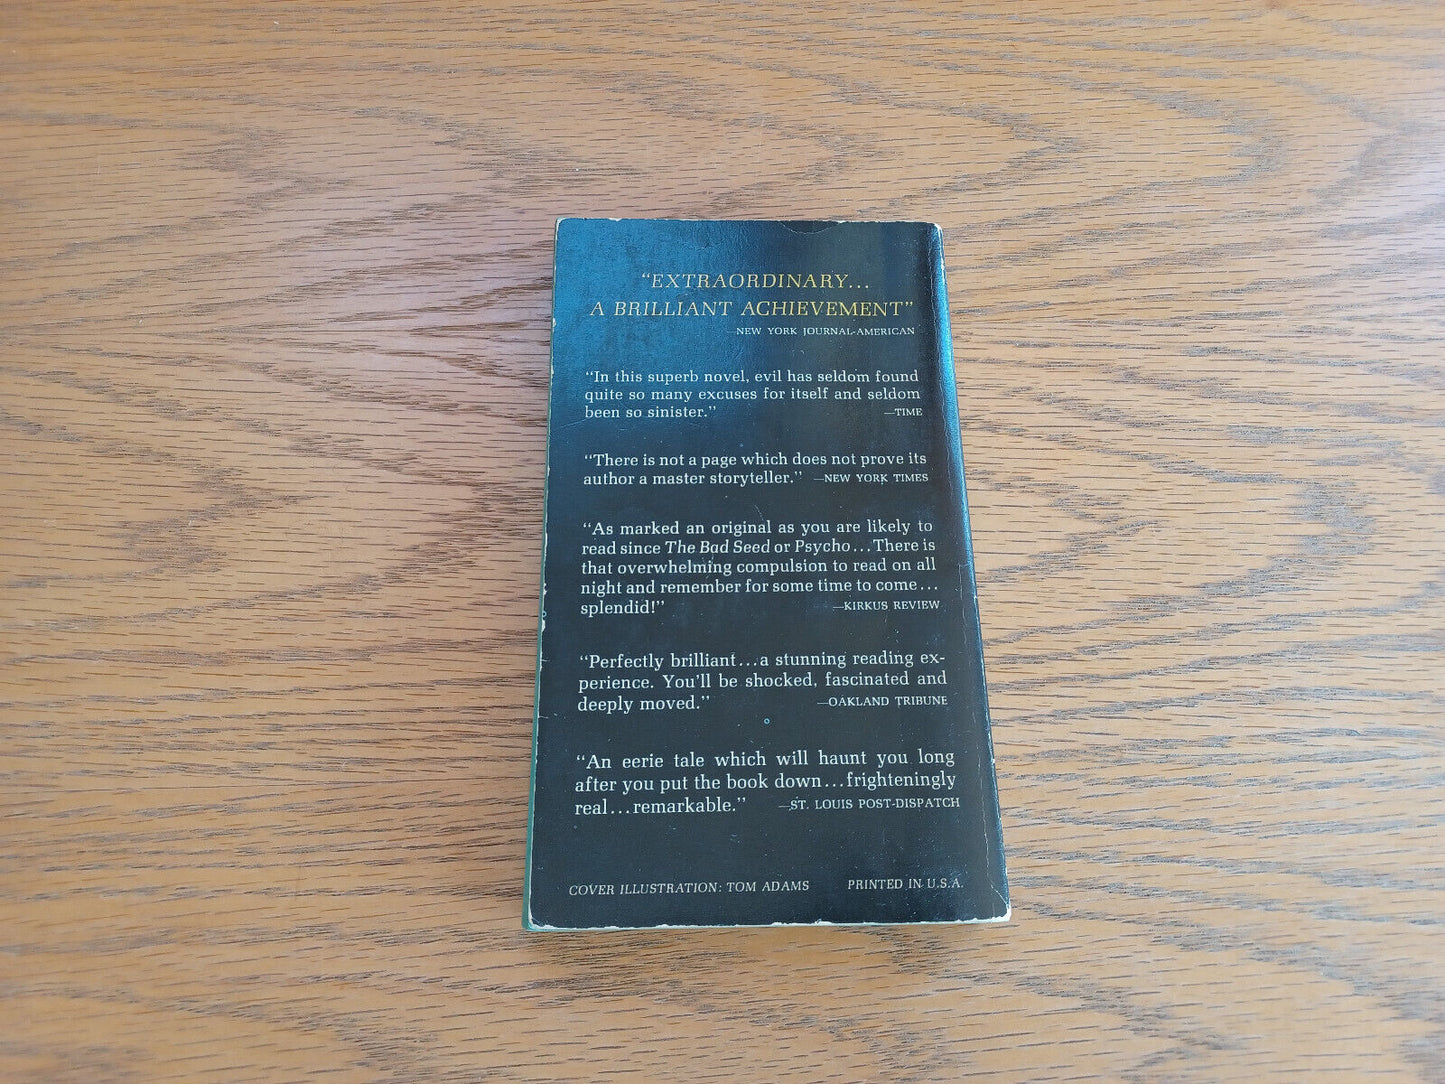 “EXTRAORDINARY...
A BRILLIANT ACHIEVEMENT”
—NEW YORK JOURNAL-AMERICAN
“In this superb novel, evil has seldom found
quite so many excuses for itself and seldom
been so sinister.” —TIME
“There is not a page which does not prove its
author a master storyteller.” —NEW YORK TIMES
“As marked an original as you are likely to
read since The Bad Seed or Psycho...There is
that overwhelming compulsion to read on all
night and remember for some time to come...
splendid!” —KIRKUS REVIEW
“Perfectly brilliant...a stunning reading ex-
perience. You’ll be shocked, fascinated and
deeply moved.” —OAKLAND TRIBUNE
“An eerie tale which will haunt you long
after you put the book down...frighteningly
real...remarkable.” —ST. LOUIS POST-DISPATCH
COVER ILLUSTRATION: TOM ADAMS PRINTED IN U.S.A.